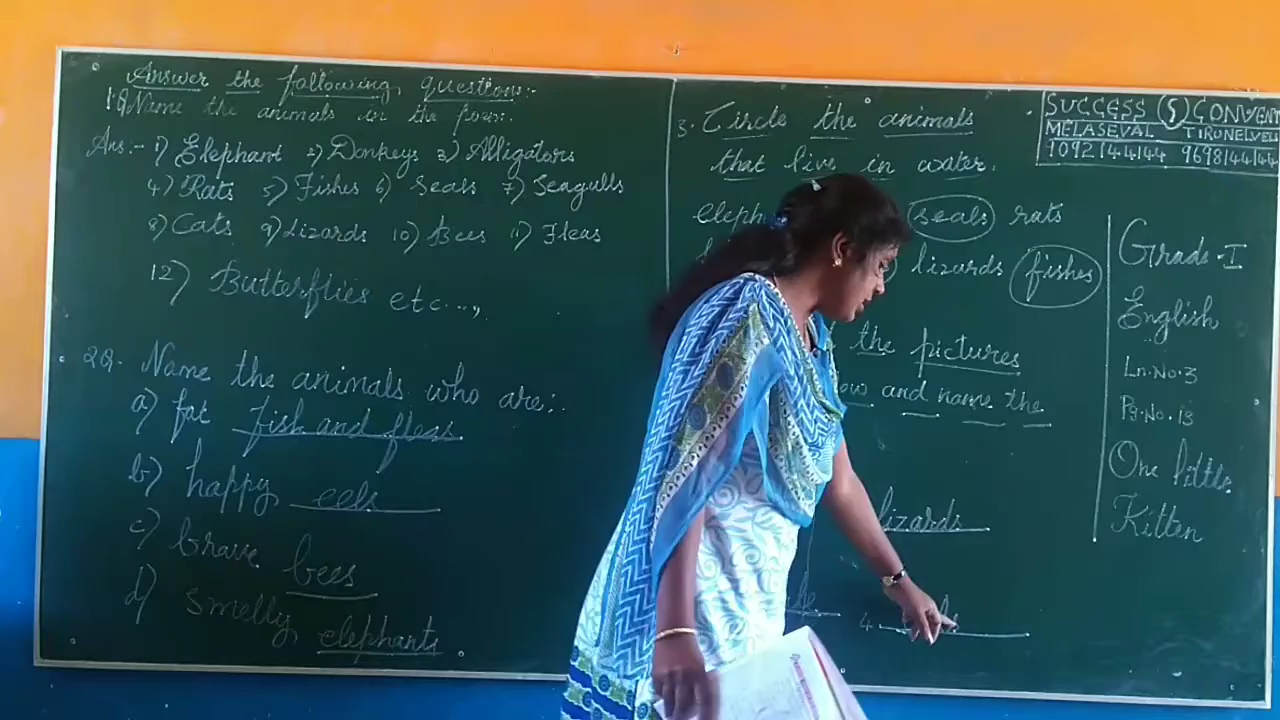 Answer the following questions:-
1.Q Name the animals in the poem:.
Ans:- 1) Elephant 2) Donkeys 3) Alligators
4) Rats 5) Fishes 6) Seals 7) Seagulls
8) Cats 9) Lizards 10) Bees 11) Fleas
12) Butterflies etc...,
2Q. Name the animals who are:.
a) fat fish and fleas
b) happy eels
c) brave bees
d) smelly elephants.
3. Circle the animals
that live in water.
seals rats
lizards fishes
the pictures
and name the
lizards
4.
SUCCESS (S) CONVENT
MELASEVAL TIRUNELVELI
1092144144 9698144144
Grade-I
English
Ln.No.3
Pg.No.13
One little
Kitten